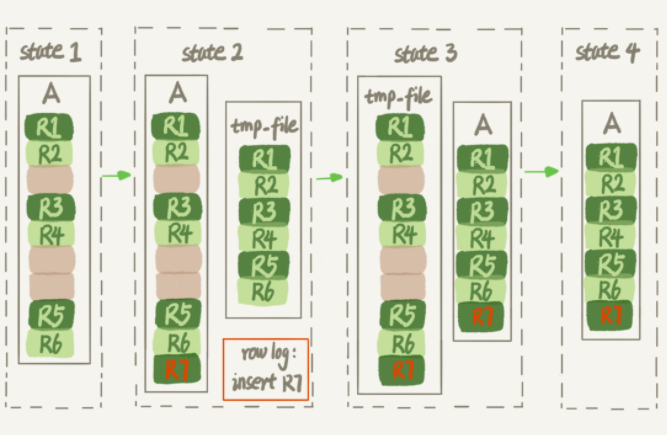 state 1
A
R1
R2
R3
R4
R5
R6
state 2
A
R1
R2
R3
R4
R5
R6
R7
tmp-file
R1
R2
R3
R4
R5
R6
row log:
insert R7
state 3
tmp-file
R1
R2
R3
R4
R5
R6
R7
A
R1
R2
R3
R4
R5
R6
R7
state 4
A
R1
R2
R3
R4
R5
R6
R7